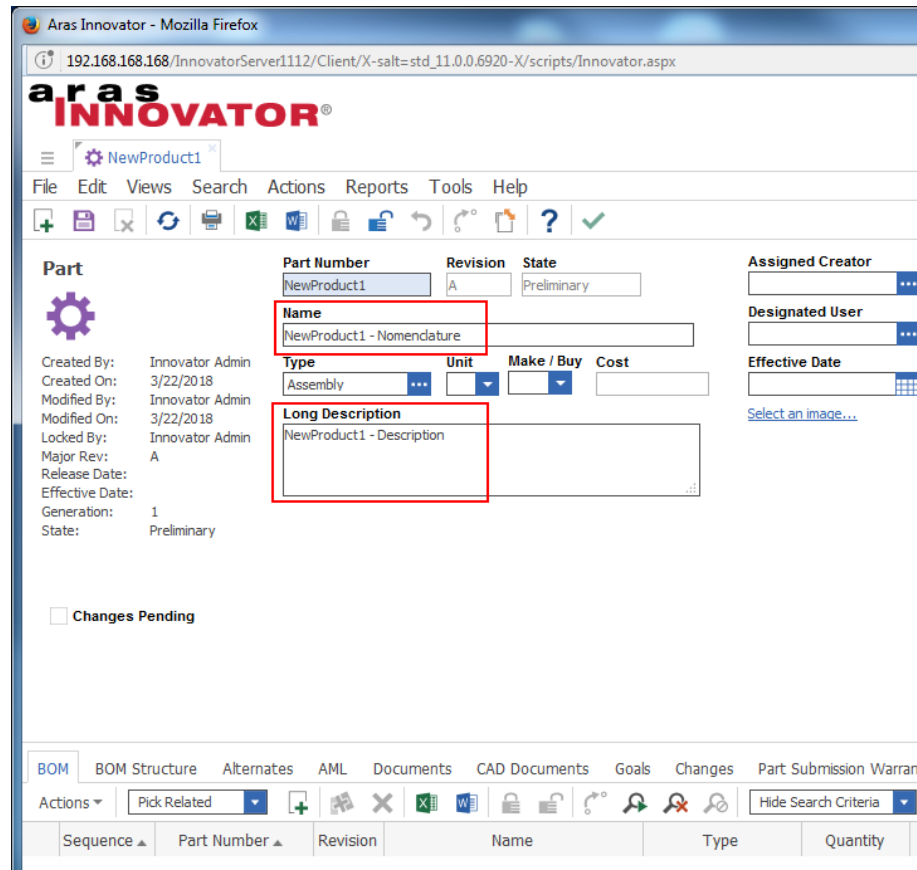 Aras Innovator - Mozilla Firefox
192.168.168.168/InnovatorServer1112/Client/X-salt=std_11.0.0.6920-X/scripts/Innovator.aspx
aras
INNOVATOR®
NewProduct1
File Edit Views Search Actions Reports Tools Help
Part
Part Number Revision State Assigned Creator
NewProduct1 A Preliminary
Name Designated User
NewProduct1 - Nomenclature
Created By: Innovator Admin Type Unit Make / Buy Cost Effective Date
Created On: 3/22/2018 Assembly
Modified By: Innovator Admin
Modified On: 3/22/2018 Long Description Select an image...
Locked By: Innovator Admin NewProduct1 - Description
Major Rev: A
Release Date:
Effective Date:
Generation: 1
State: Preliminary
Changes Pending
BOM BOM Structure Alternates AML Documents CAD Documents Goals Changes Part Submission Warran
Actions Pick Related Hide Search Criteria
Sequence Part Number Revision Name Type Quantity